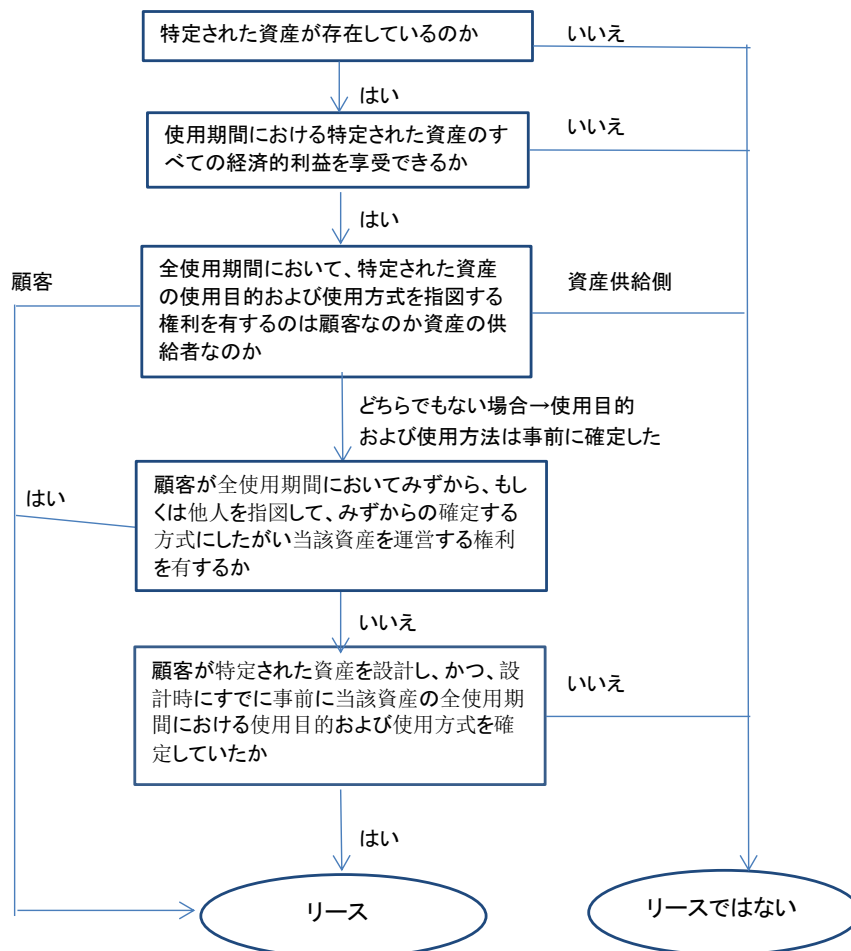 特定された資産が存在しているのか
いいえ
はい
使用期間における特定された資産のす
べての経済的利益を享受できるか
いいえ
はい
顧客
全使用期間において、特定された資産
の使用目的および使用方式を指図する
権利を有するのは顧客なのか資産の供
給者なのか
資産供給側
どちらでもない場合→使用目的
および使用方法は事前に確定した
はい
顧客が全使用期間においてみずから、もし
くは他人を指図して、みずからの確定する
方式にしたがい当該資産を運営する権利
を有するか
いいえ
顧客が特定された資産を設計し、かつ、設
計時にすでに事前に当該資産の全使用期
間における使用目的および使用方式を確
定していたか
いいえ
はい
リース
リースではない